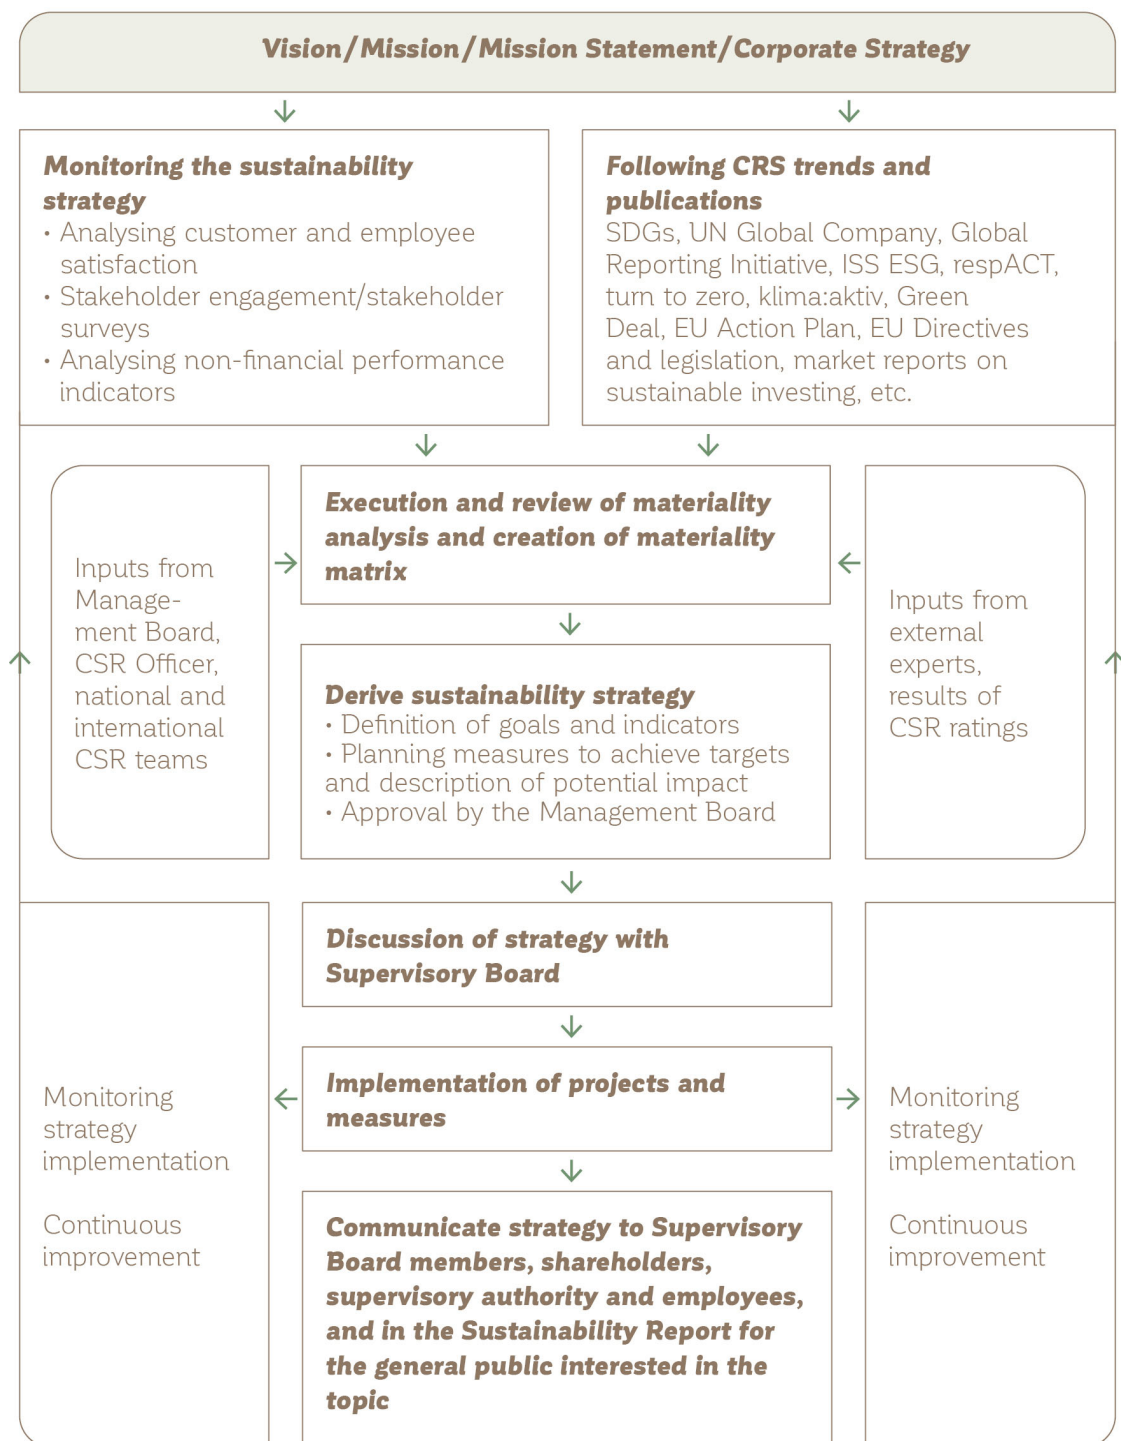 Vision/Mission/Mission Statement/Corporate Strategy
Monitoring the sustainability
strategy
• Analysing customer and employee
satisfaction
• Stakeholder engagement/stakeholder
surveys
• Analysing non-financial performance
indicators
Following CRS trends and
publications
SDGs, UN Global Company, Global
Reporting Initiative, ISS ESG, respACT,
turn to zero, klima:aktiv, Green
Deal, EU Action Plan, EU Directives
and legislation, market reports on
sustainable investing, etc.
Inputs from
Manage-
ment Board,
CSR Officer,
national and
international
CSR teams
Execution and review of materiality
analysis and creation of materiality
matrix
Derive sustainability strategy
• Definition of goals and indicators
• Planning measures to achieve targets
and description of potential impact
• Approval by the Management Board
Inputs from
external
experts,
results of
CSR ratings
Discussion of strategy with
Supervisory Board
Implementation of projects and
measures
Monitoring
strategy
implementation
Continuous
improvement
Monitoring
strategy
implementation
Continuous
improvement
Communicate strategy to Supervisory
Board members, shareholders,
supervisory authority and employees,
and in the Sustainability Report for
the general public interested in the
topic